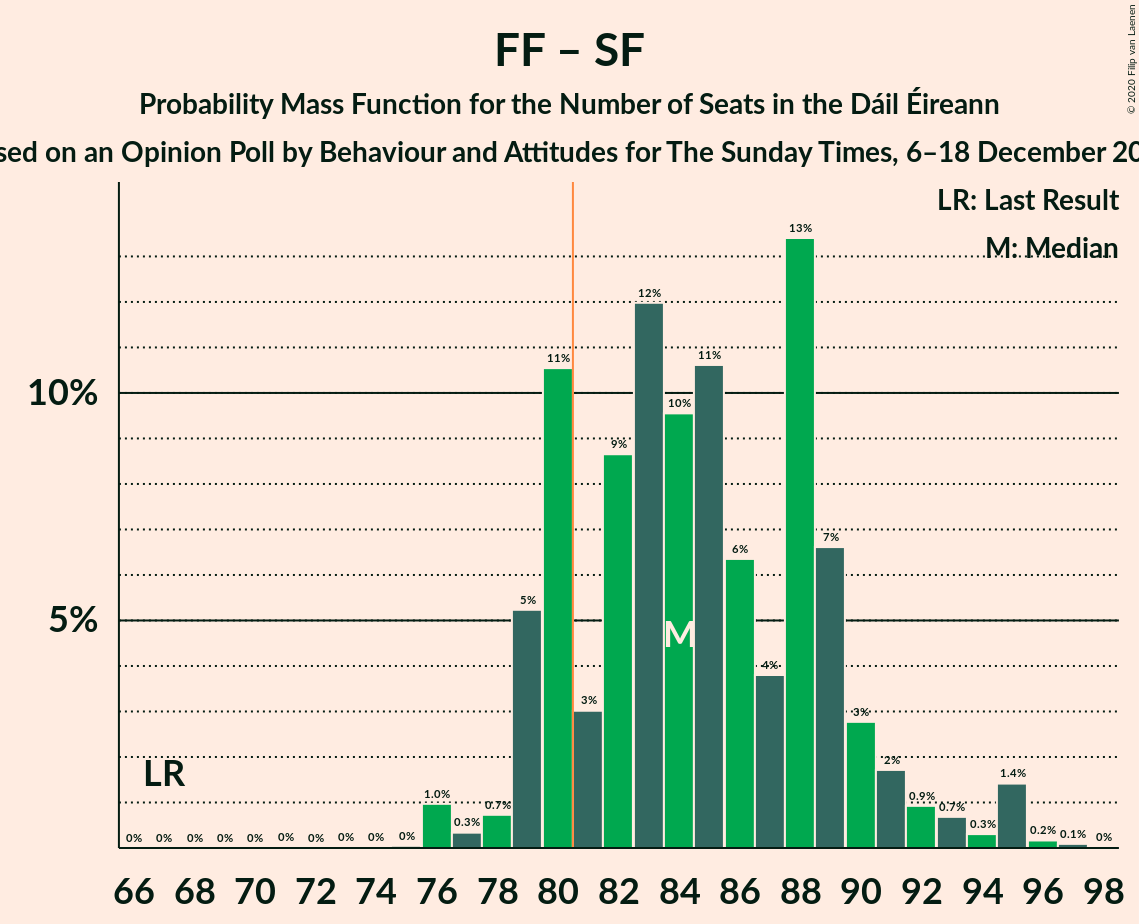 FF – SF
Probability Mass Function for the Number of Seats in the Dáil Éireann
sed on an Opinion Poll by Behaviour and Attitudes for The Sunday Times, 6–18 December 20
© 2020 Filip van Laenen
LR: Last Result
M: Median
10%
5%
LR
M
0% 0% 0% 0% 0% 0% 0% 0% 0% 0% 1.0% 0.3% 0.7% 5% 11% 3% 9% 12% 10% 11% 6% 4% 13% 7% 3% 2% 0.9% 0.7% 0.3% 1.4% 0.2% 0.1% 0%
66 68 70 72 74 76 78 80 82 84 86 88 90 92 94 96 98